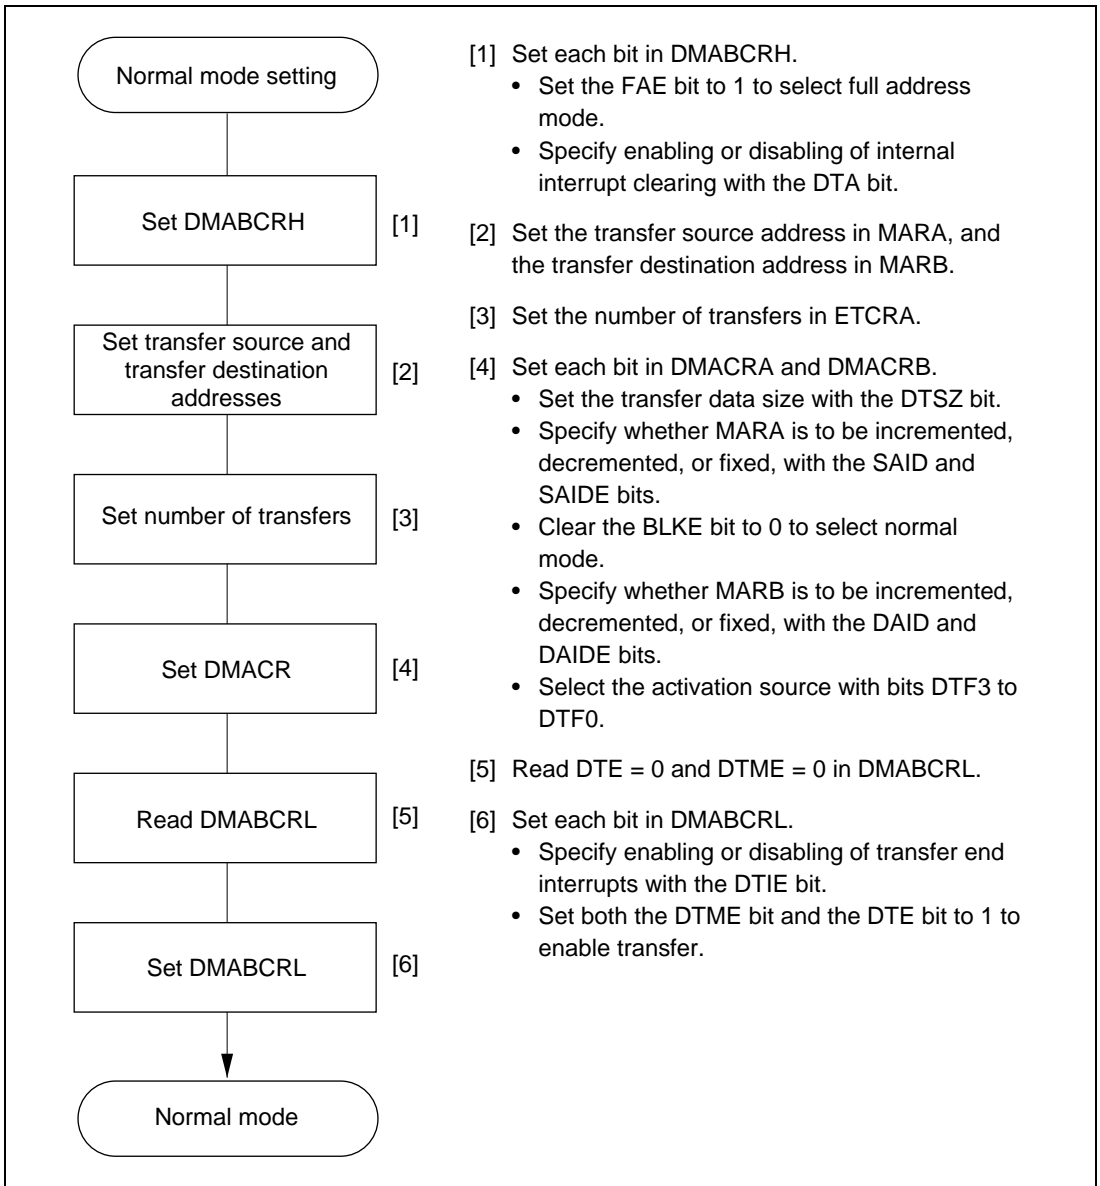 Normal mode setting
Set DMABCRH
[1]
Set transfer source and
transfer destination
addresses
[2]
Set number of transfers
[3]
Set DMACR
[4]
Read DMABCRL
[5]
Set DMABCRL
[6]
Normal mode
[1] Set each bit in DMABCRH.
• Set the FAE bit to 1 to select full address
mode.
• Specify enabling or disabling of internal
interrupt clearing with the DTA bit.
[2] Set the transfer source address in MARA, and
the transfer destination address in MARB.
[3] Set the number of transfers in ETCRA.
[4] Set each bit in DMACRA and DMACRB.
• Set the transfer data size with the DTSZ bit.
• Specify whether MARA is to be incremented,
decremented, or fixed, with the SAID and
SAIDE bits.
• Clear the BLKE bit to 0 to select normal
mode.
• Specify whether MARB is to be incremented,
decremented, or fixed, with the DAID and
DAIDE bits.
• Select the activation source with bits DTF3 to
DTF0.
[5] Read DTE = 0 and DTME = 0 in DMABCRL.
[6] Set each bit in DMABCRL.
• Specify enabling or disabling of transfer end
interrupts with the DTIE bit.
• Set both the DTME bit and the DTE bit to 1 to
enable transfer.